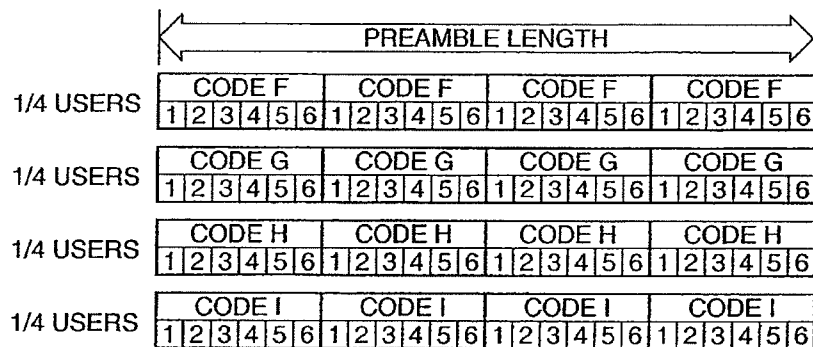 PREAMBLE LENGTH
CODE F CODE F CODE F CODE F
1/4 USERS 1 2 3 4 5 6 1 2 3 4 5 6 1 2 3 4 5 6 1 2 3 4 5 6
CODE G CODE G CODE G CODE G
1/4 USERS 1 2 3 4 5 6 1 2 3 4 5 6 1 2 3 4 5 6 1 2 3 4 5 6
CODE H CODE H CODE H CODE H
1/4 USERS 1 2 3 4 5 6 1 2 3 4 5 6 1 2 3 4 5 6 1 2 3 4 5 6
CODE I CODE I CODE I CODE I
1/4 USERS 1 2 3 4 5 6 1 2 3 4 5 6 1 2 3 4 5 6 1 2 3 4 5 6